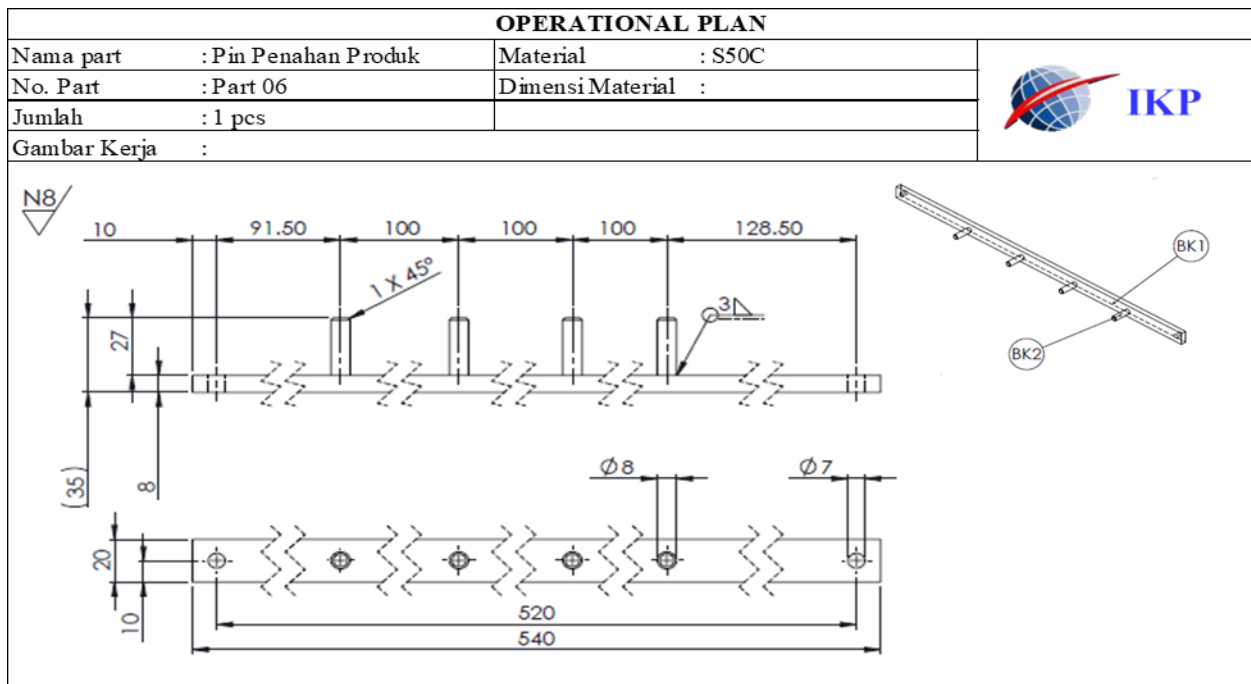 OPERATIONAL PLAN
Nama part : Pin Penahan Produk Material : S50C
No. Part : Part 06 Dimensi Material :
Jumlah : 1 pcs
Gambar Kerja :
IKP
N8
10 91.50 100 100 100 128.50
1 X 45°
3
27
(35)
8
BK1
BK2
Ø8 Ø7
20
10
520
540